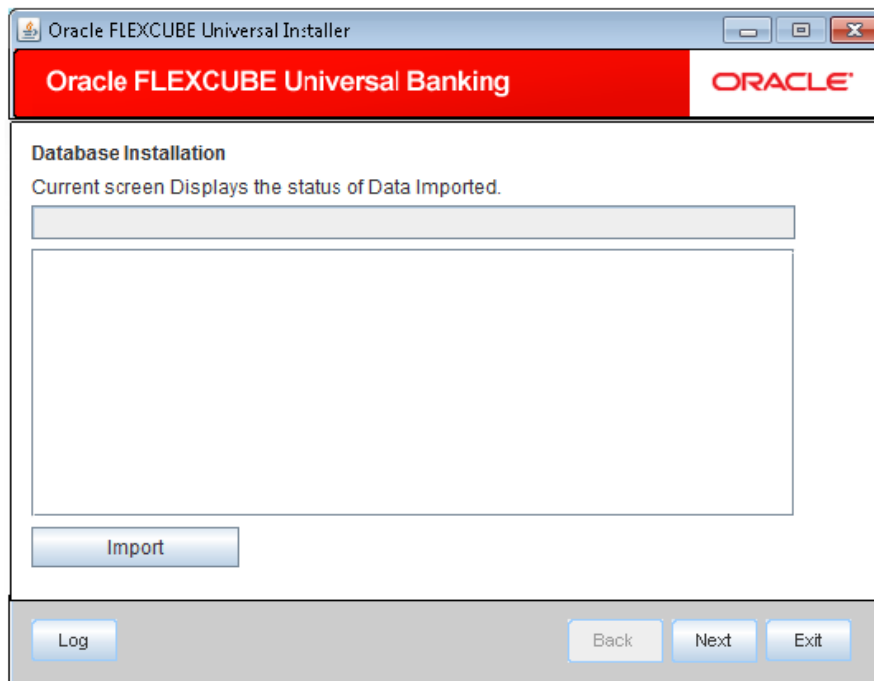 Oracle FLEXCUBE Universal Installer
Oracle FLEXCUBE Universal Banking
ORACLE
Database Installation
Current screen Displays the status of Data Imported.
Import
Log Back Next Exit